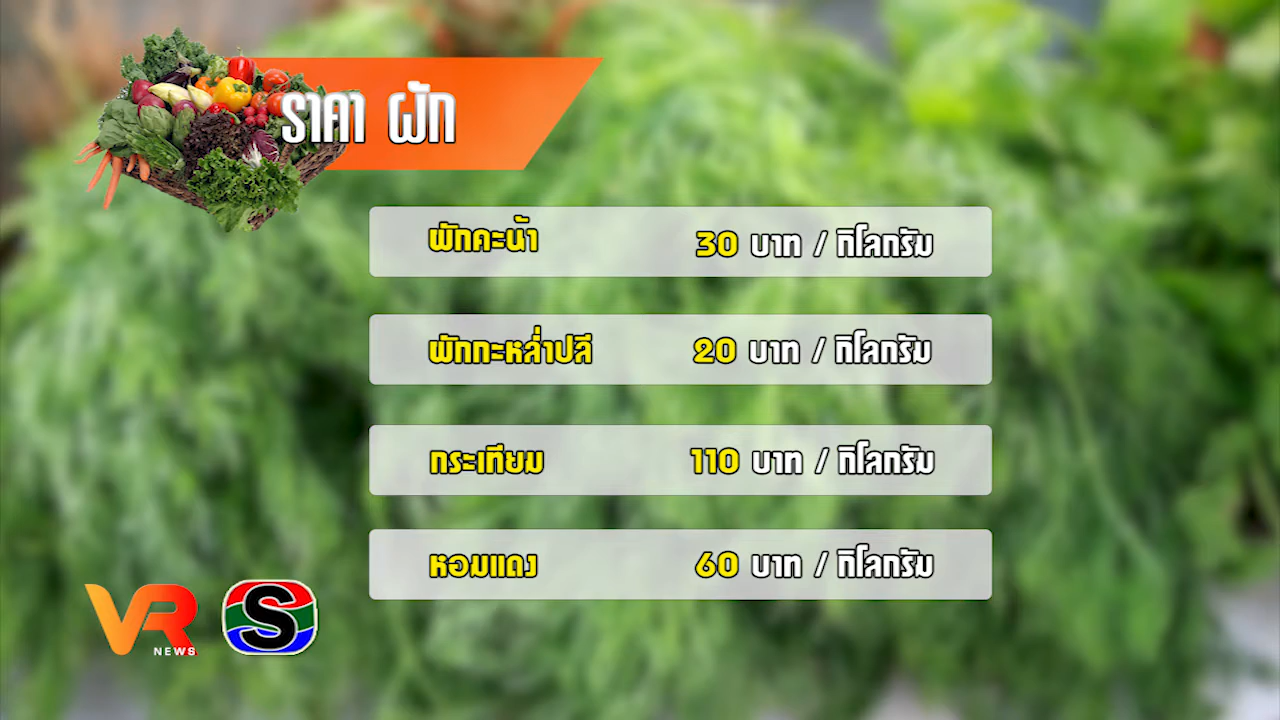 ราคา ผัก
ผักคะน้า 30 บาท / กิโลกรัม
ผักกะหล่ำปลี 20 บาท / กิโลกรัม
กระเทียม 110 บาท / กิโลกรัม
หอมแดง 60 บาท / กิโลกรัม
VR NEWS S